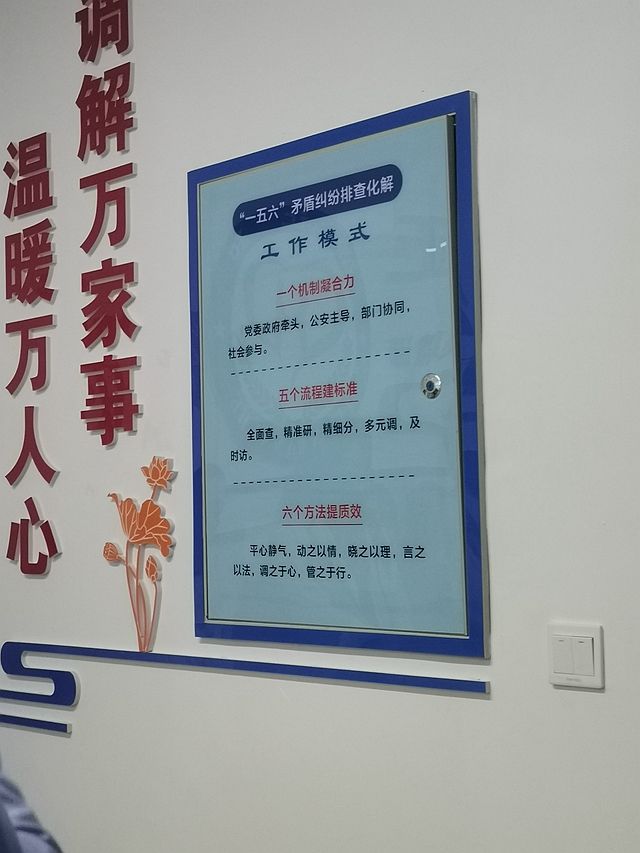 调解万家事
温暖万人心
“一五六”矛盾纠纷排查化解
工作模式
一个机制凝合力
党委政府牵头，公安主导，部门协同，
社会参与。
五个流程建标准
全面查，精准研，精细分，多元调，及
时访。
六个方法提质效
平心静气，动之以情，晓之以理，言之
以法，调之于心，管之于行。